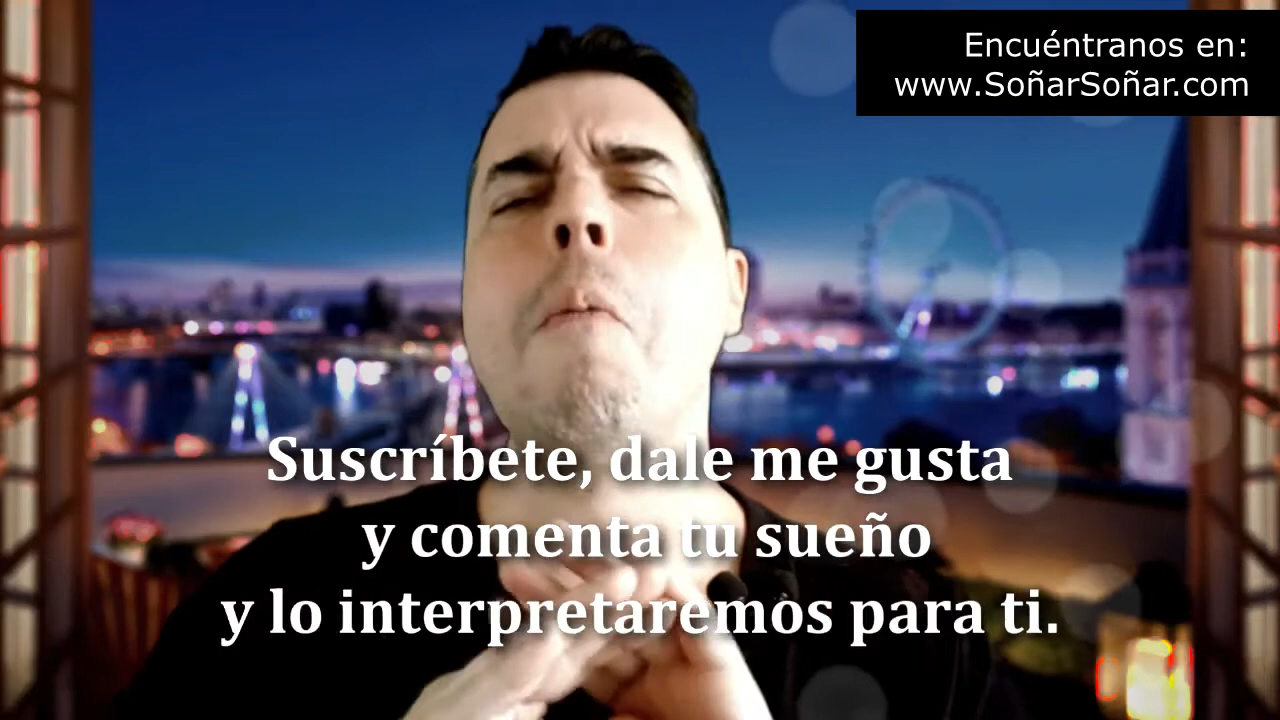 Encuéntranos en:
www.SoñarSoñar.com
Suscríbete, dale me gusta
y comenta tu sueño
y lo interpretaremos para ti.